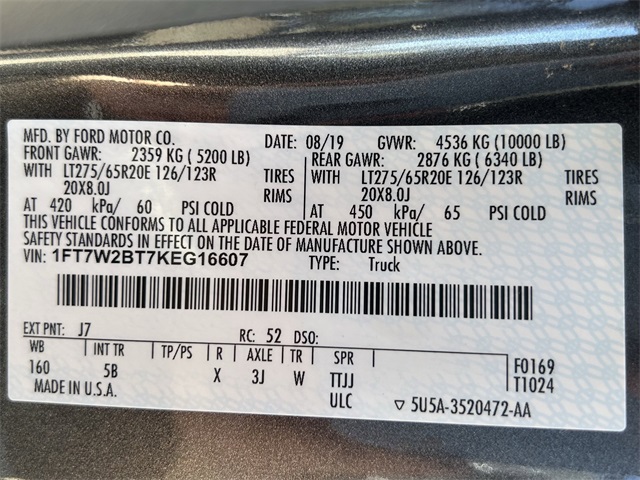 MFD. BY FORD MOTOR CO. DATE: 08/19 GVWR: 4536 KG (10000 LB)
FRONT GAWR: 2359 KG (5200 LB) REAR GAWR: 2876 KG (6340 LB)
WITH LT275/65R20E 126/123R TIRES WITH LT275/65R20E 126/123R TIRES
20X8.0J RIMS 20X8.0J RIMS
AT 420 kPa/ 60 PSI COLD AT 450 kPa/ 65 PSI COLD
THIS VEHICLE CONFORMS TO ALL APPLICABLE FEDERAL MOTOR VEHICLE
SAFETY STANDARDS IN EFFECT ON THE DATE OF MANUFACTURE SHOWN ABOVE.
VIN: 1FT7W2BT7KEG16607 TYPE: Truck
EXT PNT: J7 RC: 52 DSO:
WB INT TR TP/PS R AXLE TR SPR F0169
160 5B X 3J W TTJJ T1024
MADE IN U.S.A. ULC ▽ 5U5A-3520472-AA